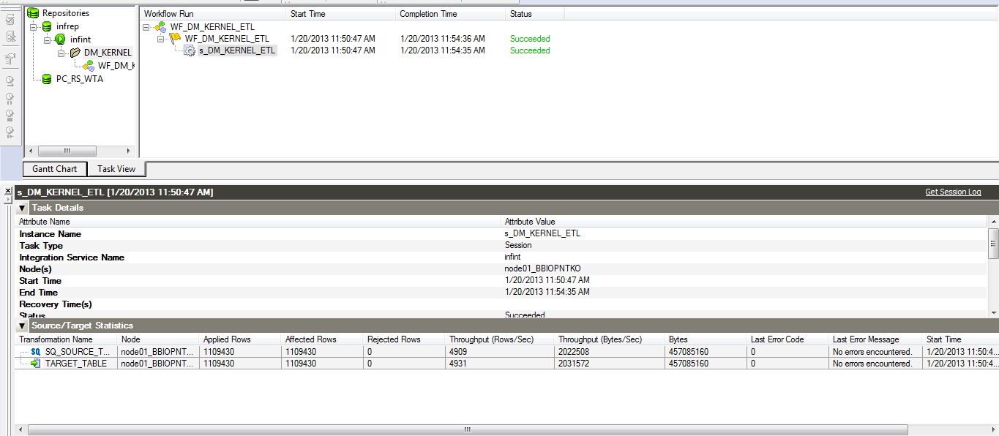 Repositories
infrep
infint
DM_KERNEL
WF_DM_K
PC_RS_WTA
Workflow Run Start Time Completion Time Status
WF_DM_KERNEL_ETL
WF_DM_KERNEL_ETL 1/20/2013 11:50:47 AM 1/20/2013 11:54:36 AM Succeeded
s_DM_KERNEL_ETL 1/20/2013 11:50:47 AM 1/20/2013 11:54:35 AM Succeeded
Gantt Chart Task View
s_DM_KERNEL_ETL [1/20/2013 11:50:47 AM] Get Session Log
Task Details
Attribute Name Attribute Value
Instance Name s_DM_KERNEL_ETL
Task Type Session
Integration Service Name infint
Node(s) node01_BBIOPNTKO
Start Time 1/20/2013 11:50:47 AM
End Time 1/20/2013 11:54:35 AM
Recovery Time(s)
Status Succeeded
Source/Target Statistics
Transformation Name Node Applied Rows Affected Rows Rejected Rows Throughput (Rows/Sec) Throughput (Bytes/Sec) Bytes Last Error Code Last Error Message Start Time
SQ SQ_SOURCE_T... node01_BBIOPNT... 1109430 1109430 0 4909 2022508 457085160 0 No errors encountered. 1/20/2013 11:50:4...
TARGET_TABLE node01_BBIOPNT... 1109430 1109430 0 4931 2031572 457085160 0 No errors encountered. 1/20/2013 11:50:4...